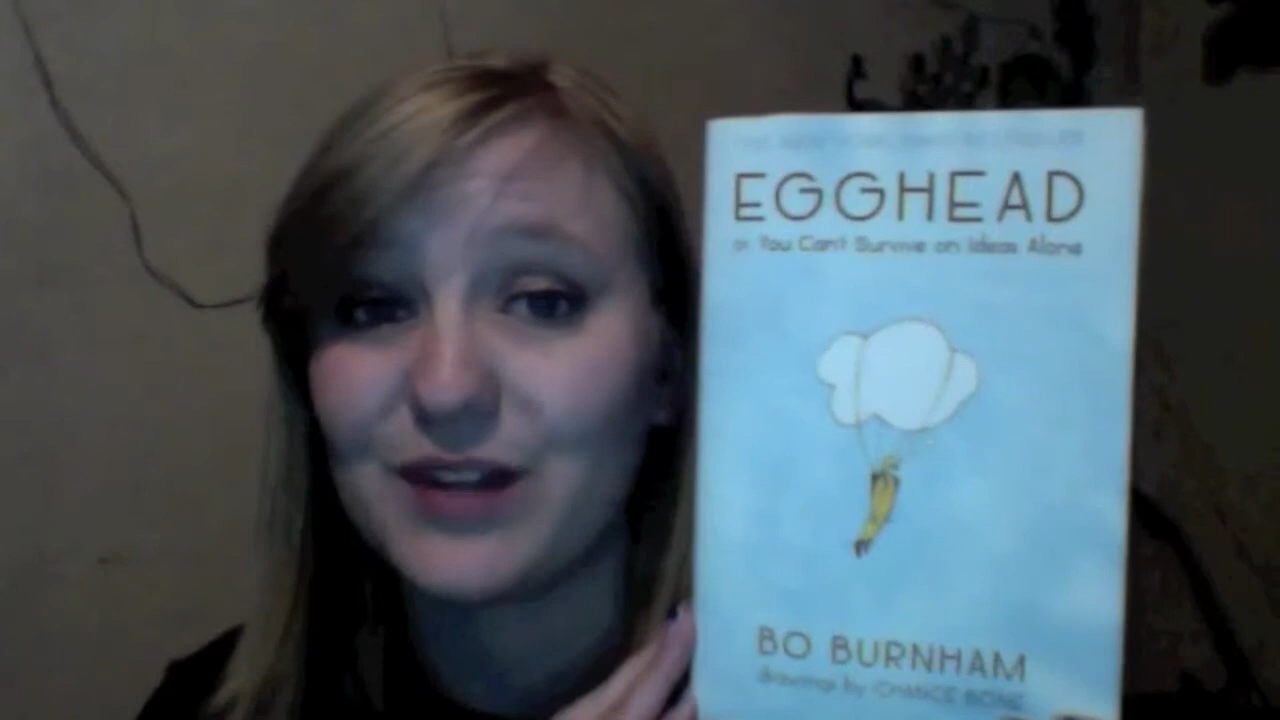 EGGHEAD
or You Can't Survive on Ideas Alone
BO BURNHAM
drawings by CHANCE BONE